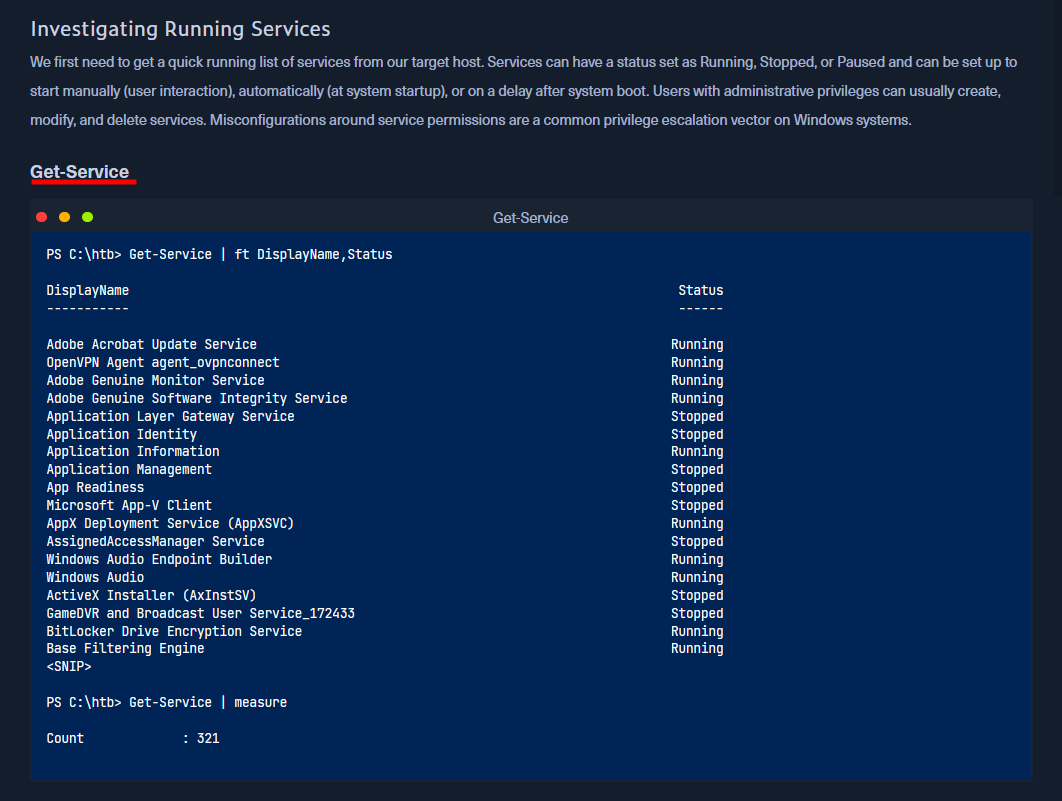 Investigating Running Services
We first need to get a quick running list of services from our target host. Services can have a status set as Running, Stopped, or Paused and can be set up to
start manually (user interaction), automatically (at system startup), or on a delay after system boot. Users with administrative privileges can usually create,
modify, and delete services. Misconfigurations around service permissions are a common privilege escalation vector on Windows systems.
Get-Service
Get-Service
PS C:\htb> Get-Service | ft DisplayName,Status
DisplayName Status
----------- ------
Adobe Acrobat Update Service Running
OpenVPN Agent agent_ovpnconnect Running
Adobe Genuine Monitor Service Running
Adobe Genuine Software Integrity Service Running
Application Layer Gateway Service Stopped
Application Identity Stopped
Application Information Running
Application Management Stopped
App Readiness Stopped
Microsoft App-V Client Stopped
AppX Deployment Service (AppXSVC) Running
AssignedAccessManager Service Stopped
Windows Audio Endpoint Builder Running
Windows Audio Running
ActiveX Installer (AxInstSV) Stopped
GameDVR and Broadcast User Service_172433 Stopped
BitLocker Drive Encryption Service Running
Base Filtering Engine Running
<SNIP>
PS C:\htb> Get-Service | measure
Count : 321